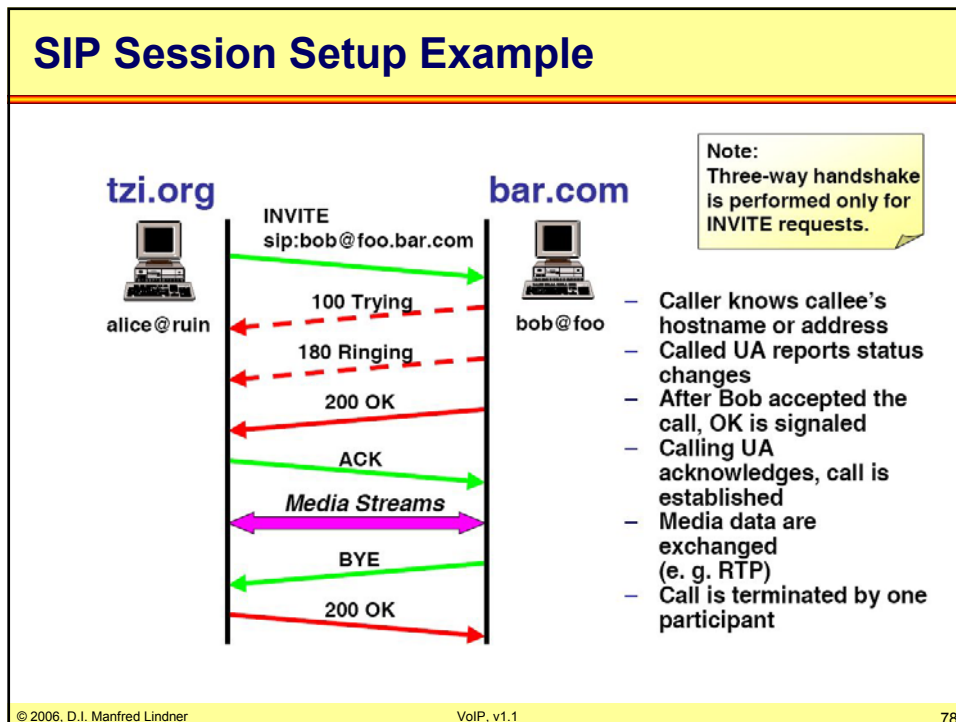 SIP Session Setup Example
Note:
Three-way handshake
is performed only for
INVITE requests.
tzi.org
bar.com
INVITE
sip:bob@foo.bar.com
alice@ruin
bob@foo
100 Trying
180 Ringing
200 OK
ACK
Media Streams
BYE
200 OK
– Caller knows callee's
hostname or address
– Called UA reports status
changes
– After Bob accepted the
call, OK is signaled
– Calling UA
acknowledges, call is
established
– Media data are
exchanged
(e. g. RTP)
– Call is terminated by one
participant
© 2006, D.I. Manfred Lindner
VoIP, v1.1
78